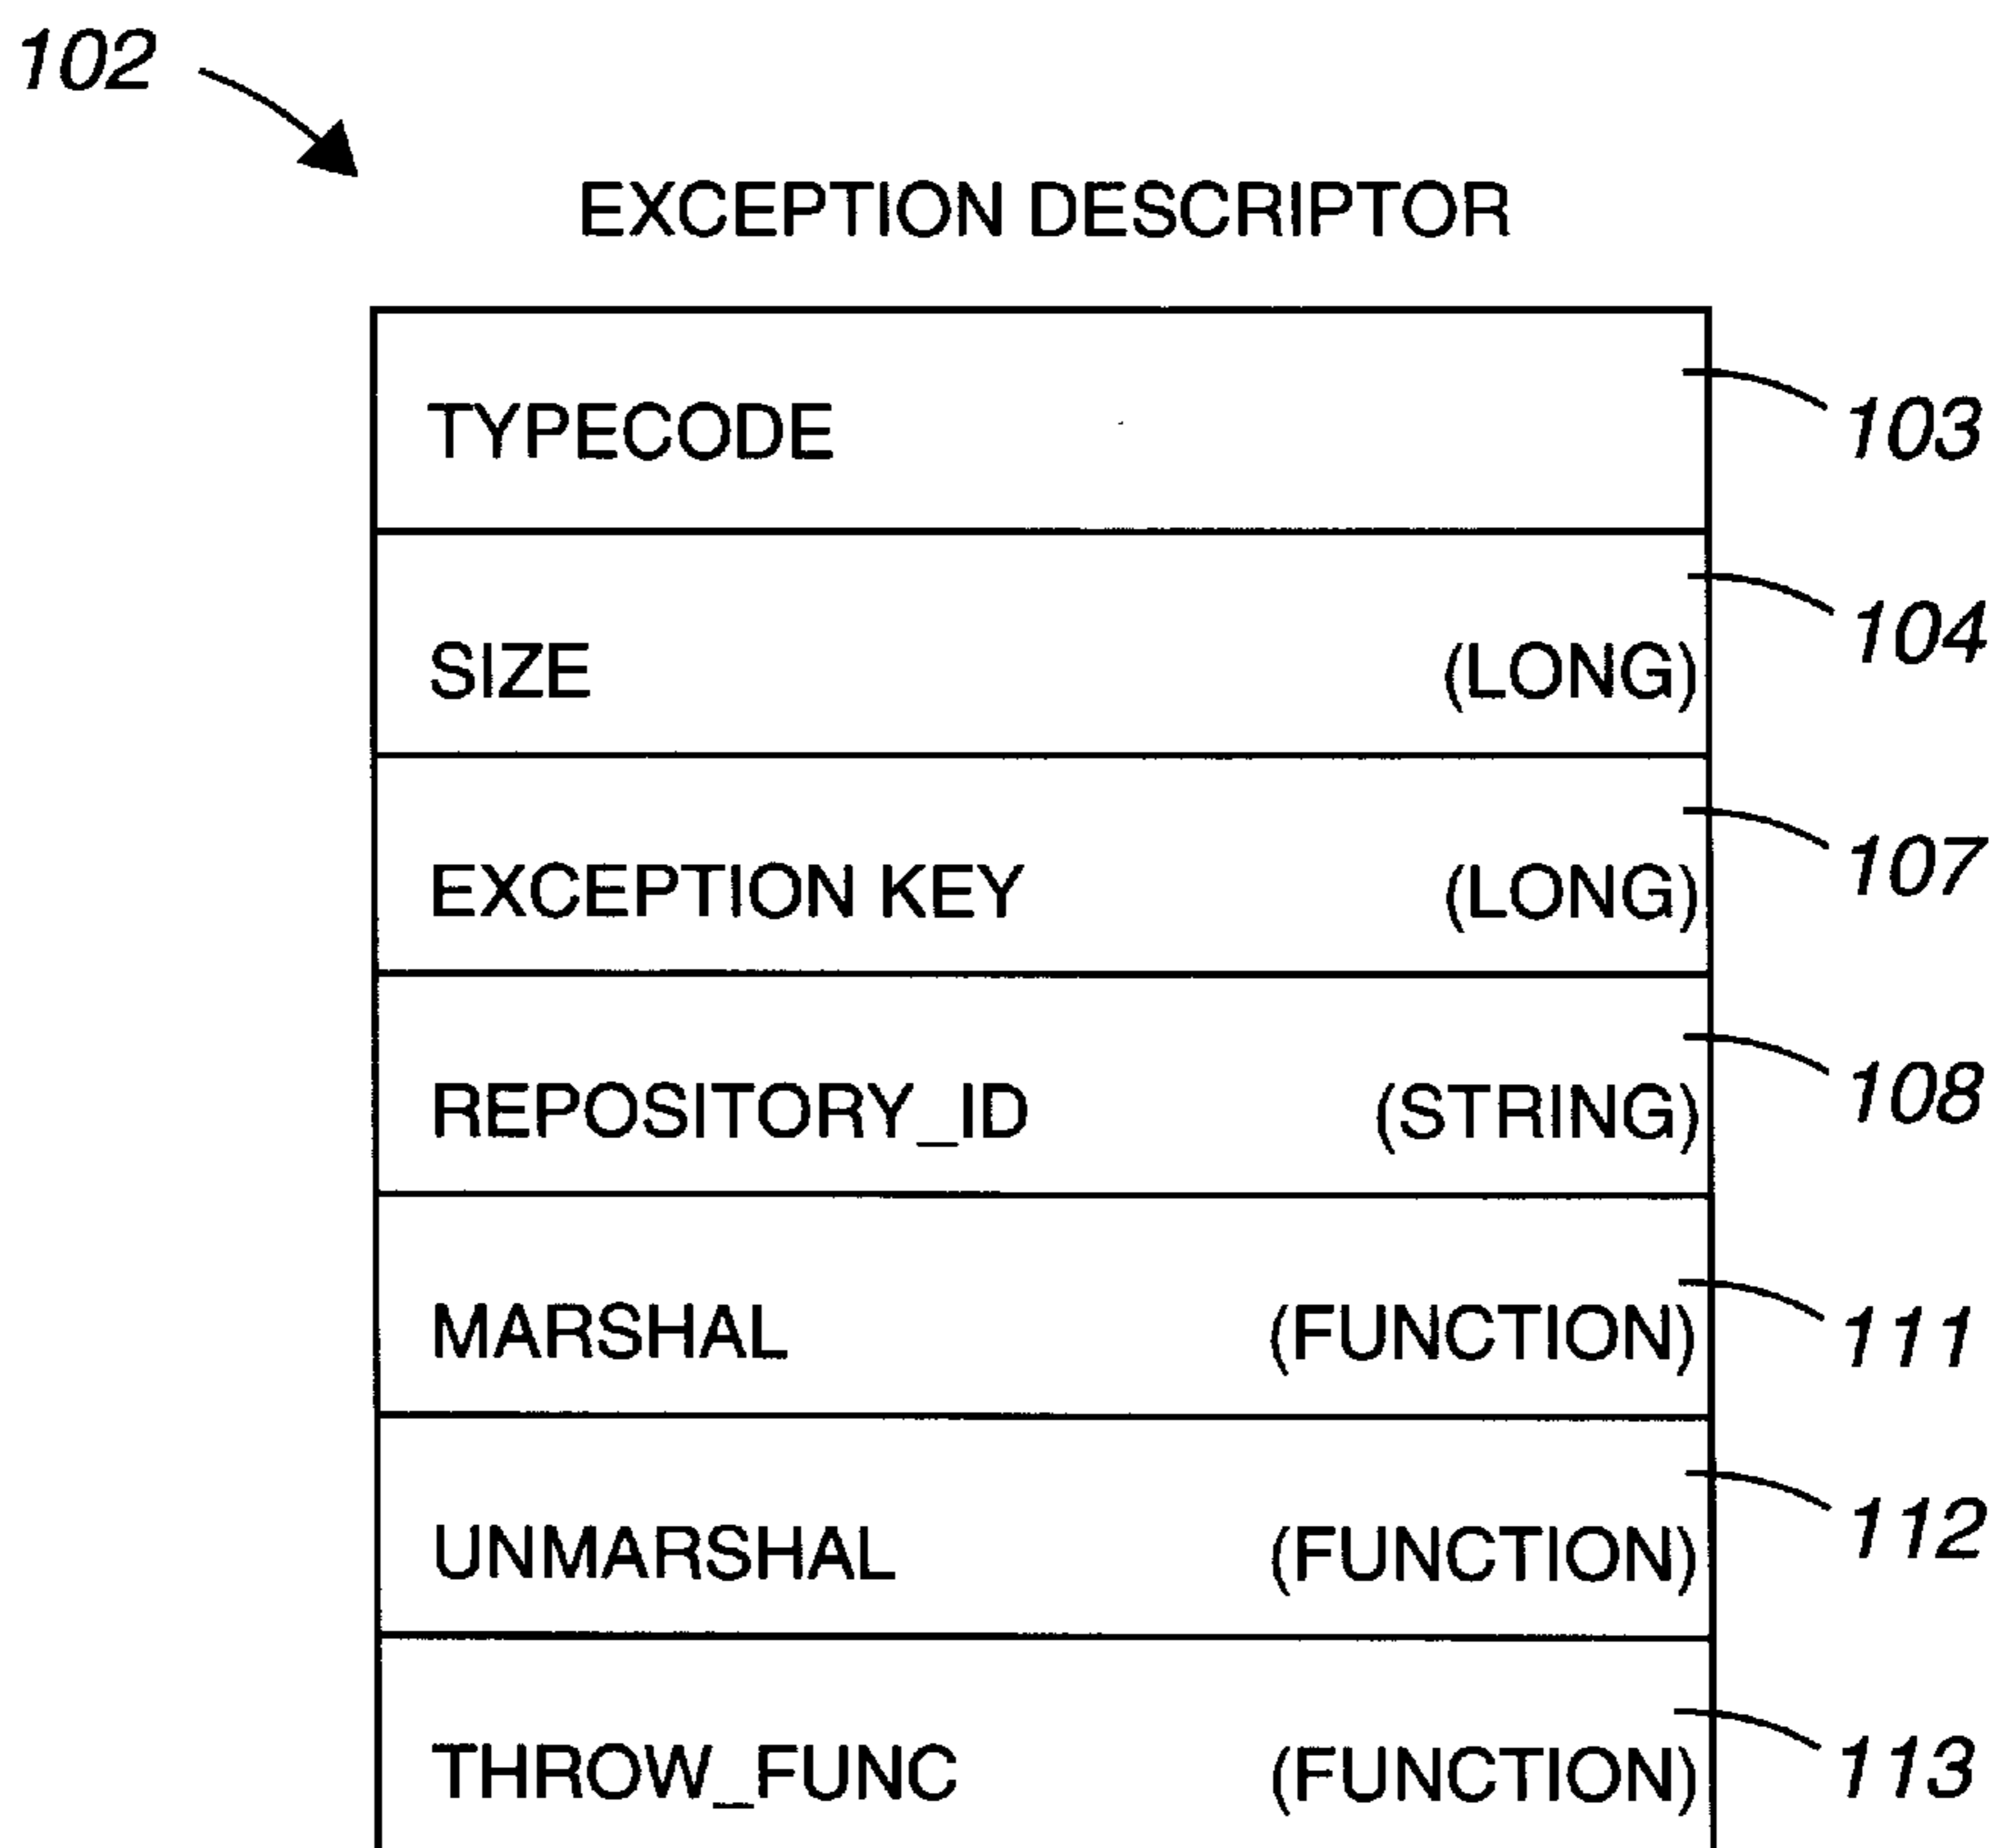 102
EXCEPTION DESCRIPTOR
TYPECODE 103
SIZE (LONG) 104
EXCEPTION KEY (LONG) 107
REPOSITORY_ID (STRING) 108
MARSHAL (FUNCTION) 111
UNMARSHAL (FUNCTION) 112
THROW_FUNC (FUNCTION) 113